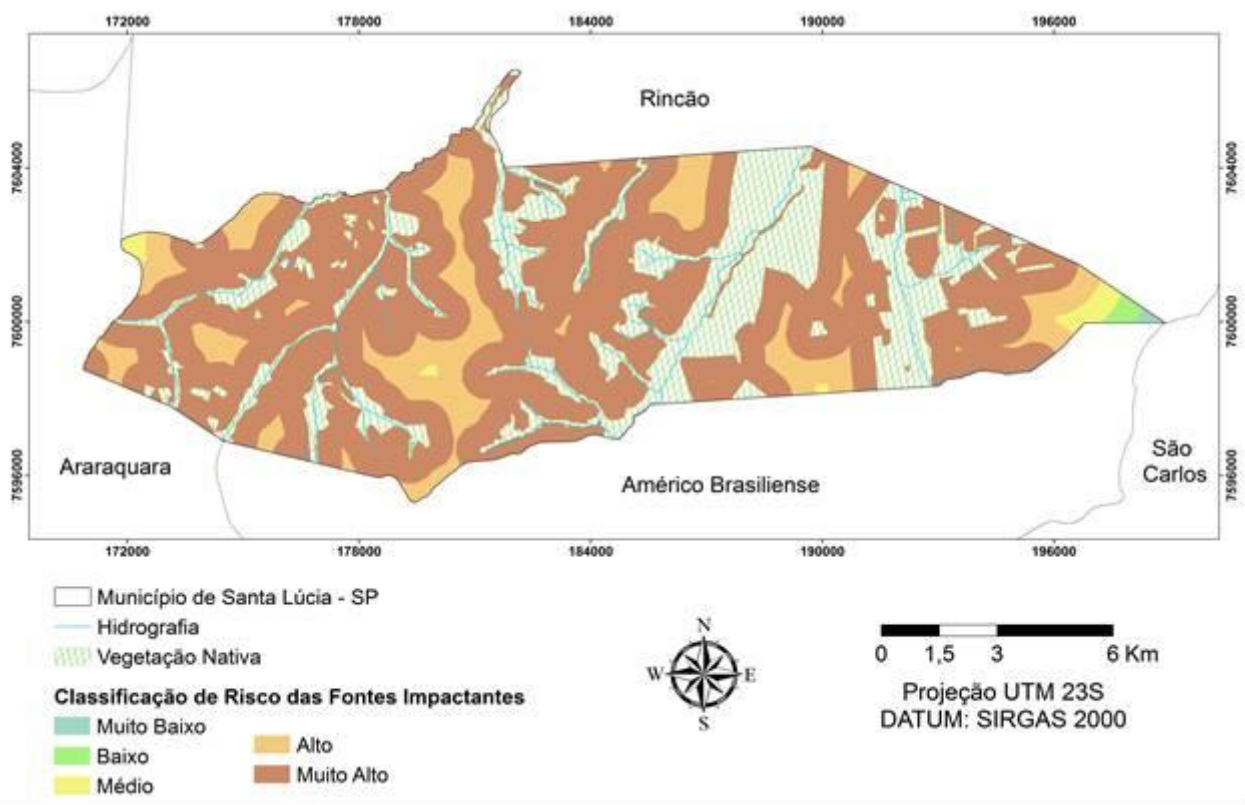 172000 178000 184000 190000 196000
Rincão
7604000 7604000
7600000 7600000
7596000 7596000
Araraquara
Américo Brasiliense
São
Carlos
172000 178000 184000 190000 196000
Município de Santa Lúcia - SP
Hidrografia
Vegetação Nativa
Classificação de Risco das Fontes Impactantes
Muito Baixo
Baixo
Médio
Alto
Muito Alto
N
W E
S
0 1,5 3 6 Km
Projeção UTM 23S
DATUM: SIRGAS 2000